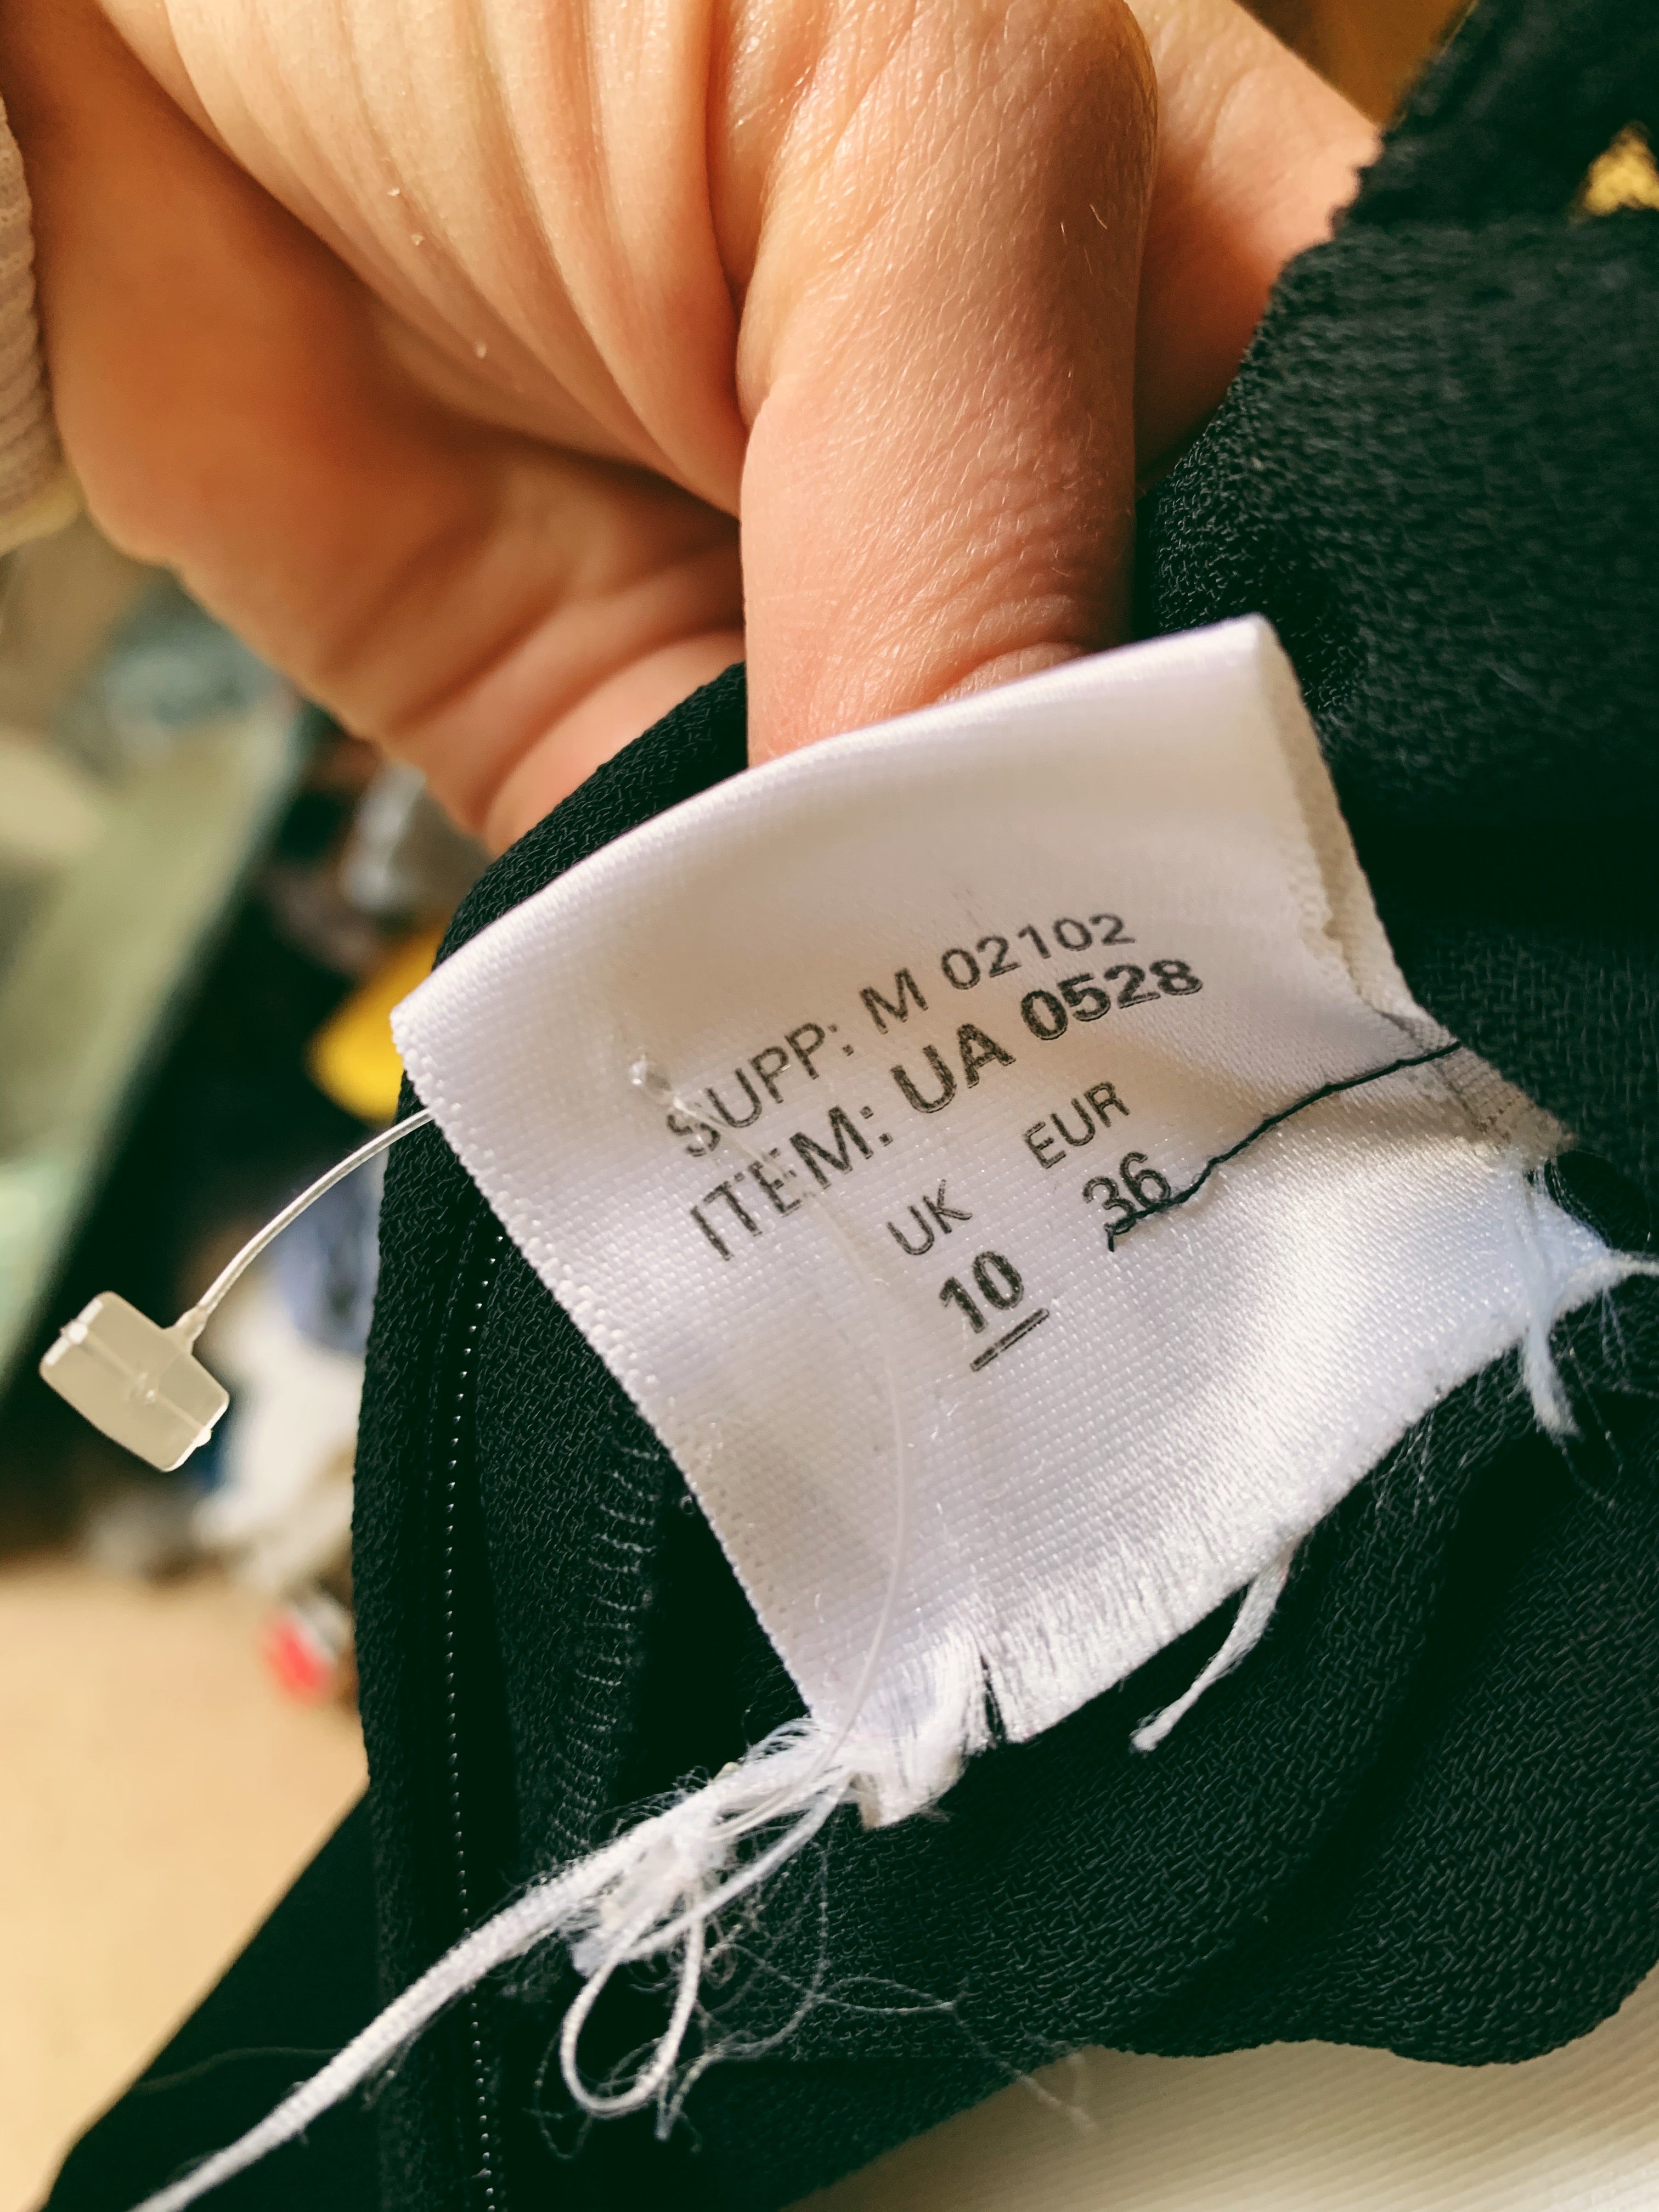 SUPP: M 02102
ITEM: UA 0528
UK EUR
10 36